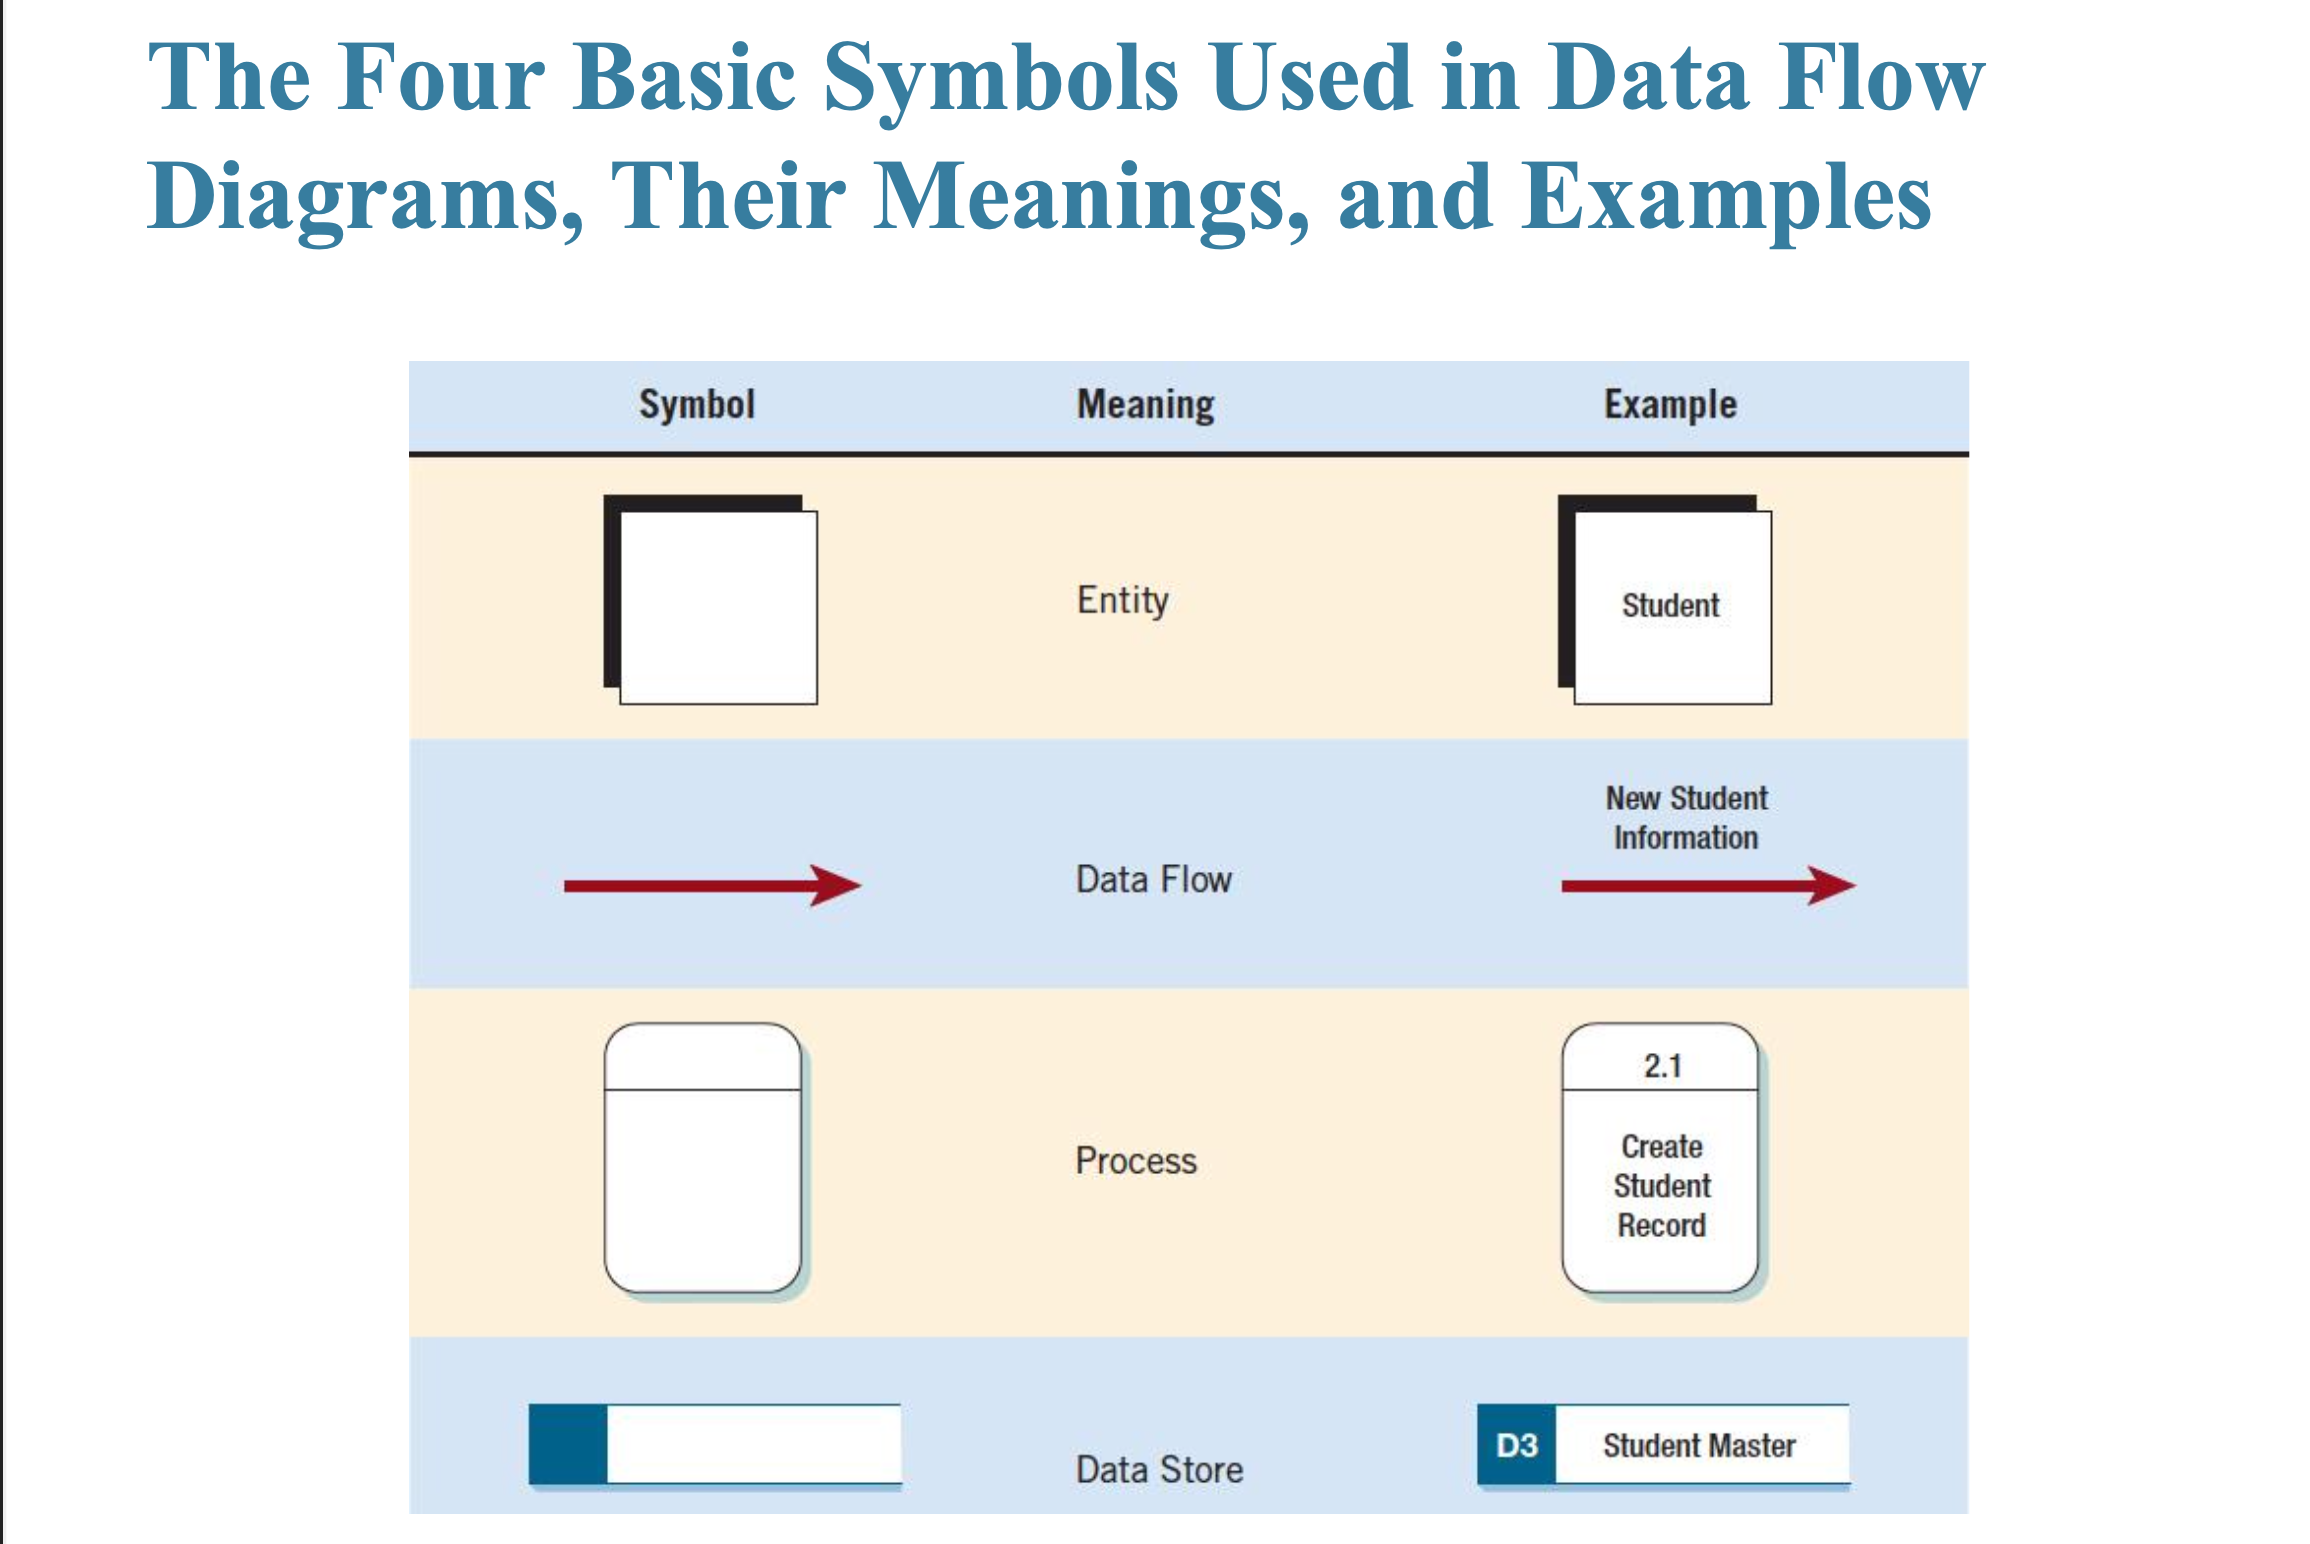 The Four Basic Symbols Used in Data Flow
Diagrams, Their Meanings, and Examples
Symbol Meaning Example
Entity
Student
New Student
Information
Data Flow
2.1
Process
Create
Student
Record
D3 Student Master
Data Store